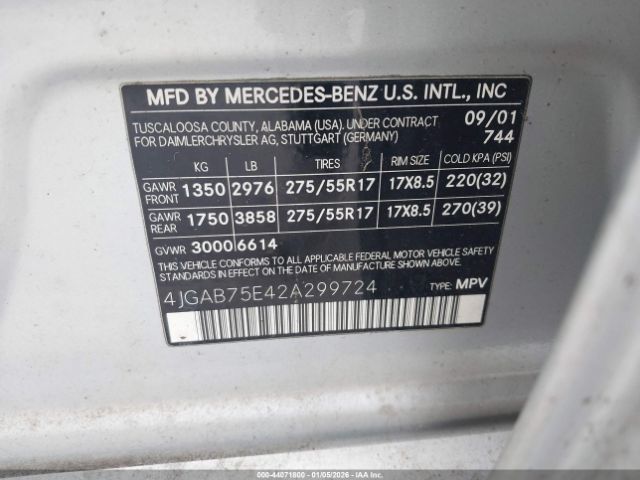 MFD BY MERCEDES-BENZ U.S. INTL., INC
TUSCALOOSA COUNTY, ALABAMA (USA). UNDER CONTRACT 09/01
FOR DAIMLERCHRYSLER AG, STUTTGART (GERMANY) 744
KG LB TIRES RIM SIZE COLD KPA (PSI)
GAWR FRONT 1350 2976 275/55R17 17X8.5 220(32)
GAWR REAR 1750 3858 275/55R17 17X8.5 270(39)
GVWR 3000 6614
THIS VEHICLE CONFORMS TO ALL APPLICABLE FEDERAL MOTOR VEHICLE SAFETY
STANDARDS IN EFFECT ON THE DATE OF MANUFACTURE SHOWN ABOVE.
4JGAB75E42A299724 TYPE: MPV
000-44071800 - 01/05/2026 - IAAI.COM